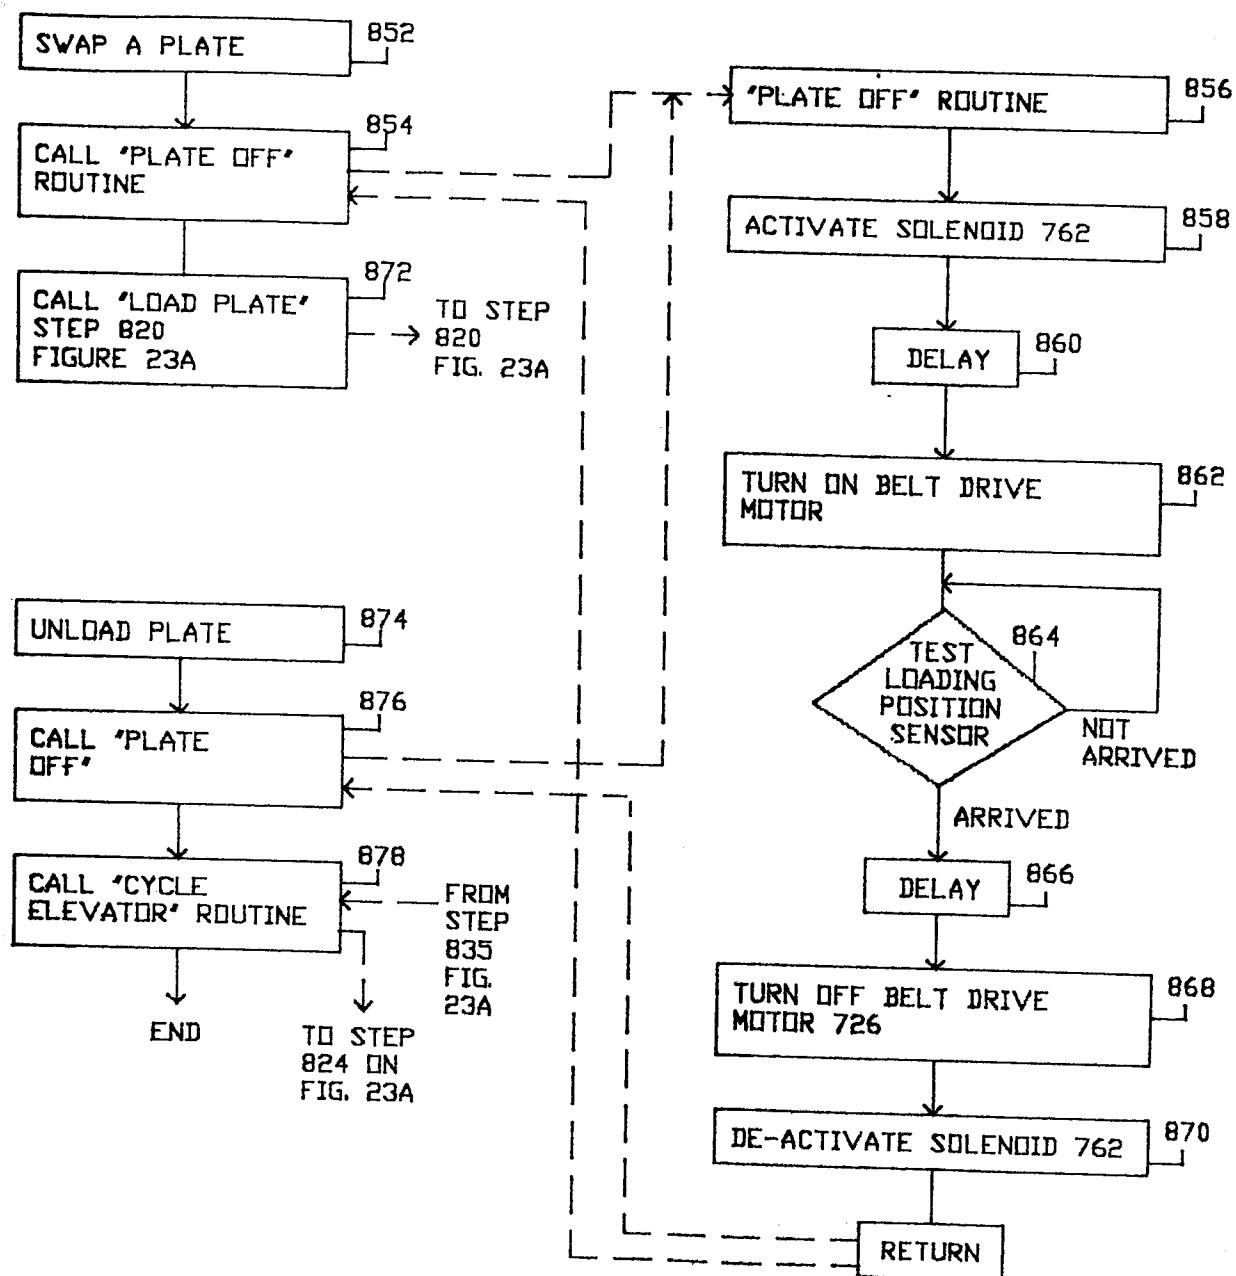 SWAP A PLATE
852
854
CALL "PLATE OFF"
ROUTINE
872
CALL "LOAD PLATE"
STEP 820
FIGURE 23A
TO STEP
820
FIG. 23A
874
UNLOAD PLATE
876
CALL "PLATE
OFF"
878
CALL "CYCLE
ELEVATOR" ROUTINE
FROM
STEP
835
FIG.
23A
END
TO STEP
824 ON
FIG. 23A
"PLATE OFF" ROUTINE
856
ACTIVATE SOLENOID 762
858
DELAY
860
TURN ON BELT DRIVE
MOTOR
862
864
TEST
LOADING
POSITION
SENSOR
NOT
ARRIVED
ARRIVED
DELAY
866
TURN OFF BELT DRIVE
MOTOR 726
868
DE-ACTIVATE SOLENOID 762
870
RETURN